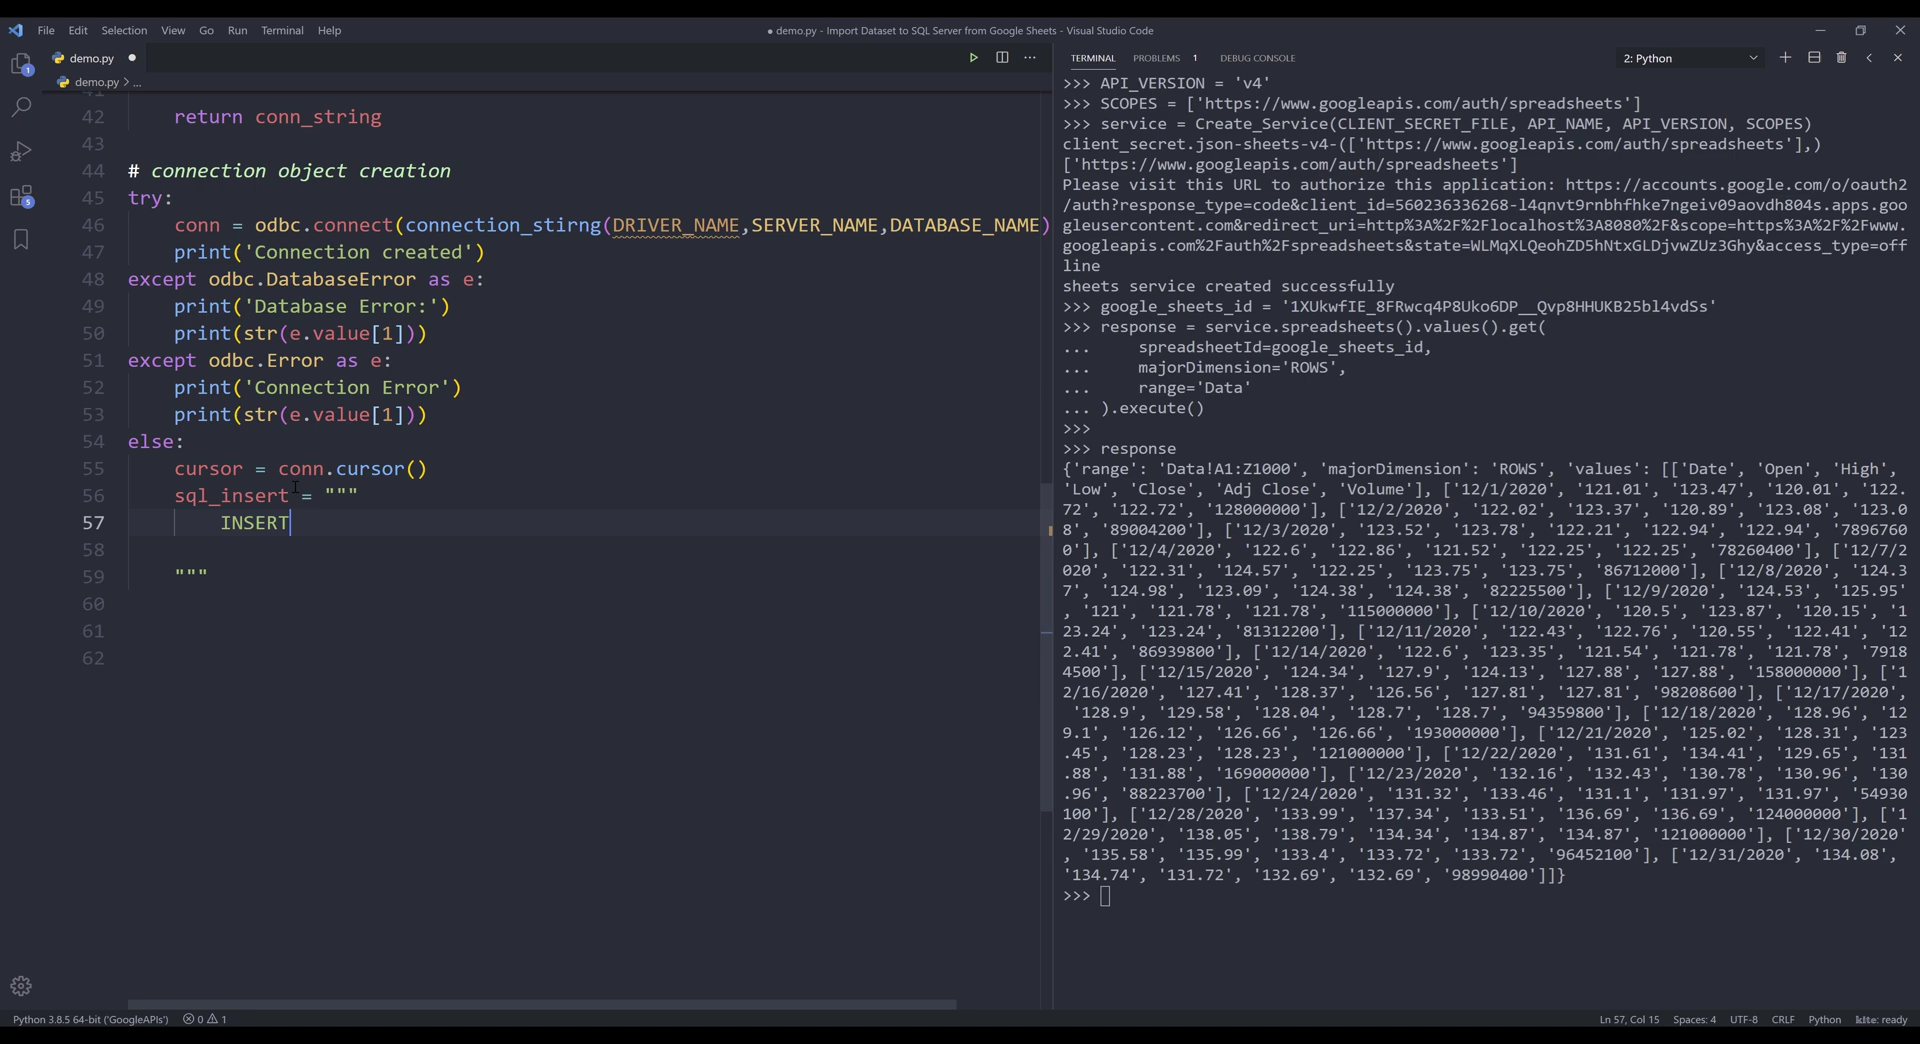 File Edit Selection View Go Run Terminal Help
● demo.py - Import Dataset to SQL Server from Google Sheets - Visual Studio Code
demo.py ●
demo.py > ...
41
42 return conn_string
43
44 # connection object creation
45 try:
46 conn = odbc.connect(connection_stirng(DRIVER_NAME,SERVER_NAME,DATABASE_NAME)
47 print('Connection created')
48 except odbc.DatabaseError as e:
49 print('Database Error:')
50 print(str(e.value[1]))
51 except odbc.Error as e:
52 print('Connection Error')
53 print(str(e.value[1]))
54 else:
55 cursor = conn.cursor()
56 sql_insert = """
57 INSERT
58
59 """
60
61
62
TERMINAL PROBLEMS 1 DEBUG CONSOLE 2: Python
>>> API_VERSION = 'v4'
>>> SCOPES = ['https://www.googleapis.com/auth/spreadsheets']
>>> service = Create_Service(CLIENT_SECRET_FILE, API_NAME, API_VERSION, SCOPES)
client_secret.json-sheets-v4-(['https://www.googleapis.com/auth/spreadsheets'],)
['https://www.googleapis.com/auth/spreadsheets']
Please visit this URL to authorize this application: https://accounts.google.com/o/oauth2
/auth?response_type=code&client_id=560236336268-l4qnvt9rnbhfhke7ngeiv09aovdh804s.apps.goo
gleusercontent.com&redirect_uri=http%3A%2F%2Flocalhost%3A8080%2F&scope=https%3A%2F%2Fwww.
googleapis.com%2Fauth%2Fspreadsheets&state=WLMqXLQeohZD5hNtxGLDjvwZUz3Ghy&access_type=off
line
sheets service created successfully
>>> google_sheets_id = '1XUkwfIE_8FRwcq4P8Uko6DP__Qvp8HHUKB25bl4vdSs'
>>> response = service.spreadsheets().values().get(
... spreadsheetId=google_sheets_id,
... majorDimension='ROWS',
... range='Data'
... ).execute()
>>>
>>> response
{'range': 'Data!A1:Z1000', 'majorDimension': 'ROWS', 'values': [['Date', 'Open', 'High',
'Low', 'Close', 'Adj Close', 'Volume'], ['12/1/2020', '121.01', '123.47', '120.01', '122.
72', '122.72', '128000000'], ['12/2/2020', '122.02', '123.37', '120.89', '123.08', '123.0
8', '89004200'], ['12/3/2020', '123.52', '123.78', '122.21', '122.94', '122.94', '7896760
0'], ['12/4/2020', '122.6', '122.86', '121.52', '122.25', '122.25', '78260400'], ['12/7/2
020', '122.31', '124.57', '122.25', '123.75', '123.75', '86712000'], ['12/8/2020', '124.3
7', '124.98', '123.09', '124.38', '124.38', '82225500'], ['12/9/2020', '124.53', '125.95'
, '121', '121.78', '121.78', '115000000'], ['12/10/2020', '120.5', '123.87', '120.15', '1
23.24', '123.24', '81312200'], ['12/11/2020', '122.43', '122.76', '120.55', '122.41', '12
2.41', '86939800'], ['12/14/2020', '122.6', '123.35', '121.54', '121.78', '121.78', '7918
4500'], ['12/15/2020', '124.34', '127.9', '124.13', '127.88', '127.88', '158000000'], ['1
2/16/2020', '127.41', '128.37', '126.56', '127.81', '127.81', '98208600'], ['12/17/2020',
'128.9', '129.58', '128.04', '128.7', '128.7', '94359800'], ['12/18/2020', '128.96', '12
9.1', '126.12', '126.66', '126.66', '193000000'], ['12/21/2020', '125.02', '128.31', '123
.45', '128.23', '128.23', '121000000'], ['12/22/2020', '131.61', '134.41', '129.65', '131
.88', '131.88', '169000000'], ['12/23/2020', '132.16', '132.43', '130.78', '130.96', '130
.96', '88223700'], ['12/24/2020', '131.32', '133.46', '131.1', '131.97', '131.97', '54930
100'], ['12/28/2020', '133.99', '137.34', '133.51', '136.69', '136.69', '124000000'], ['1
2/29/2020', '138.05', '138.79', '134.34', '134.87', '134.87', '121000000'], ['12/30/2020'
, '135.58', '135.99', '133.4', '133.72', '133.72', '96452100'], ['12/31/2020', '134.08',
'134.74', '131.72', '132.69', '132.69', '98990400']]}
>>>
1
5
Python 3.8.5 64-bit ('GoogleAPIs') 0 1 Ln 57, Col 15 Spaces: 4 UTF-8 CRLF Python kite: ready